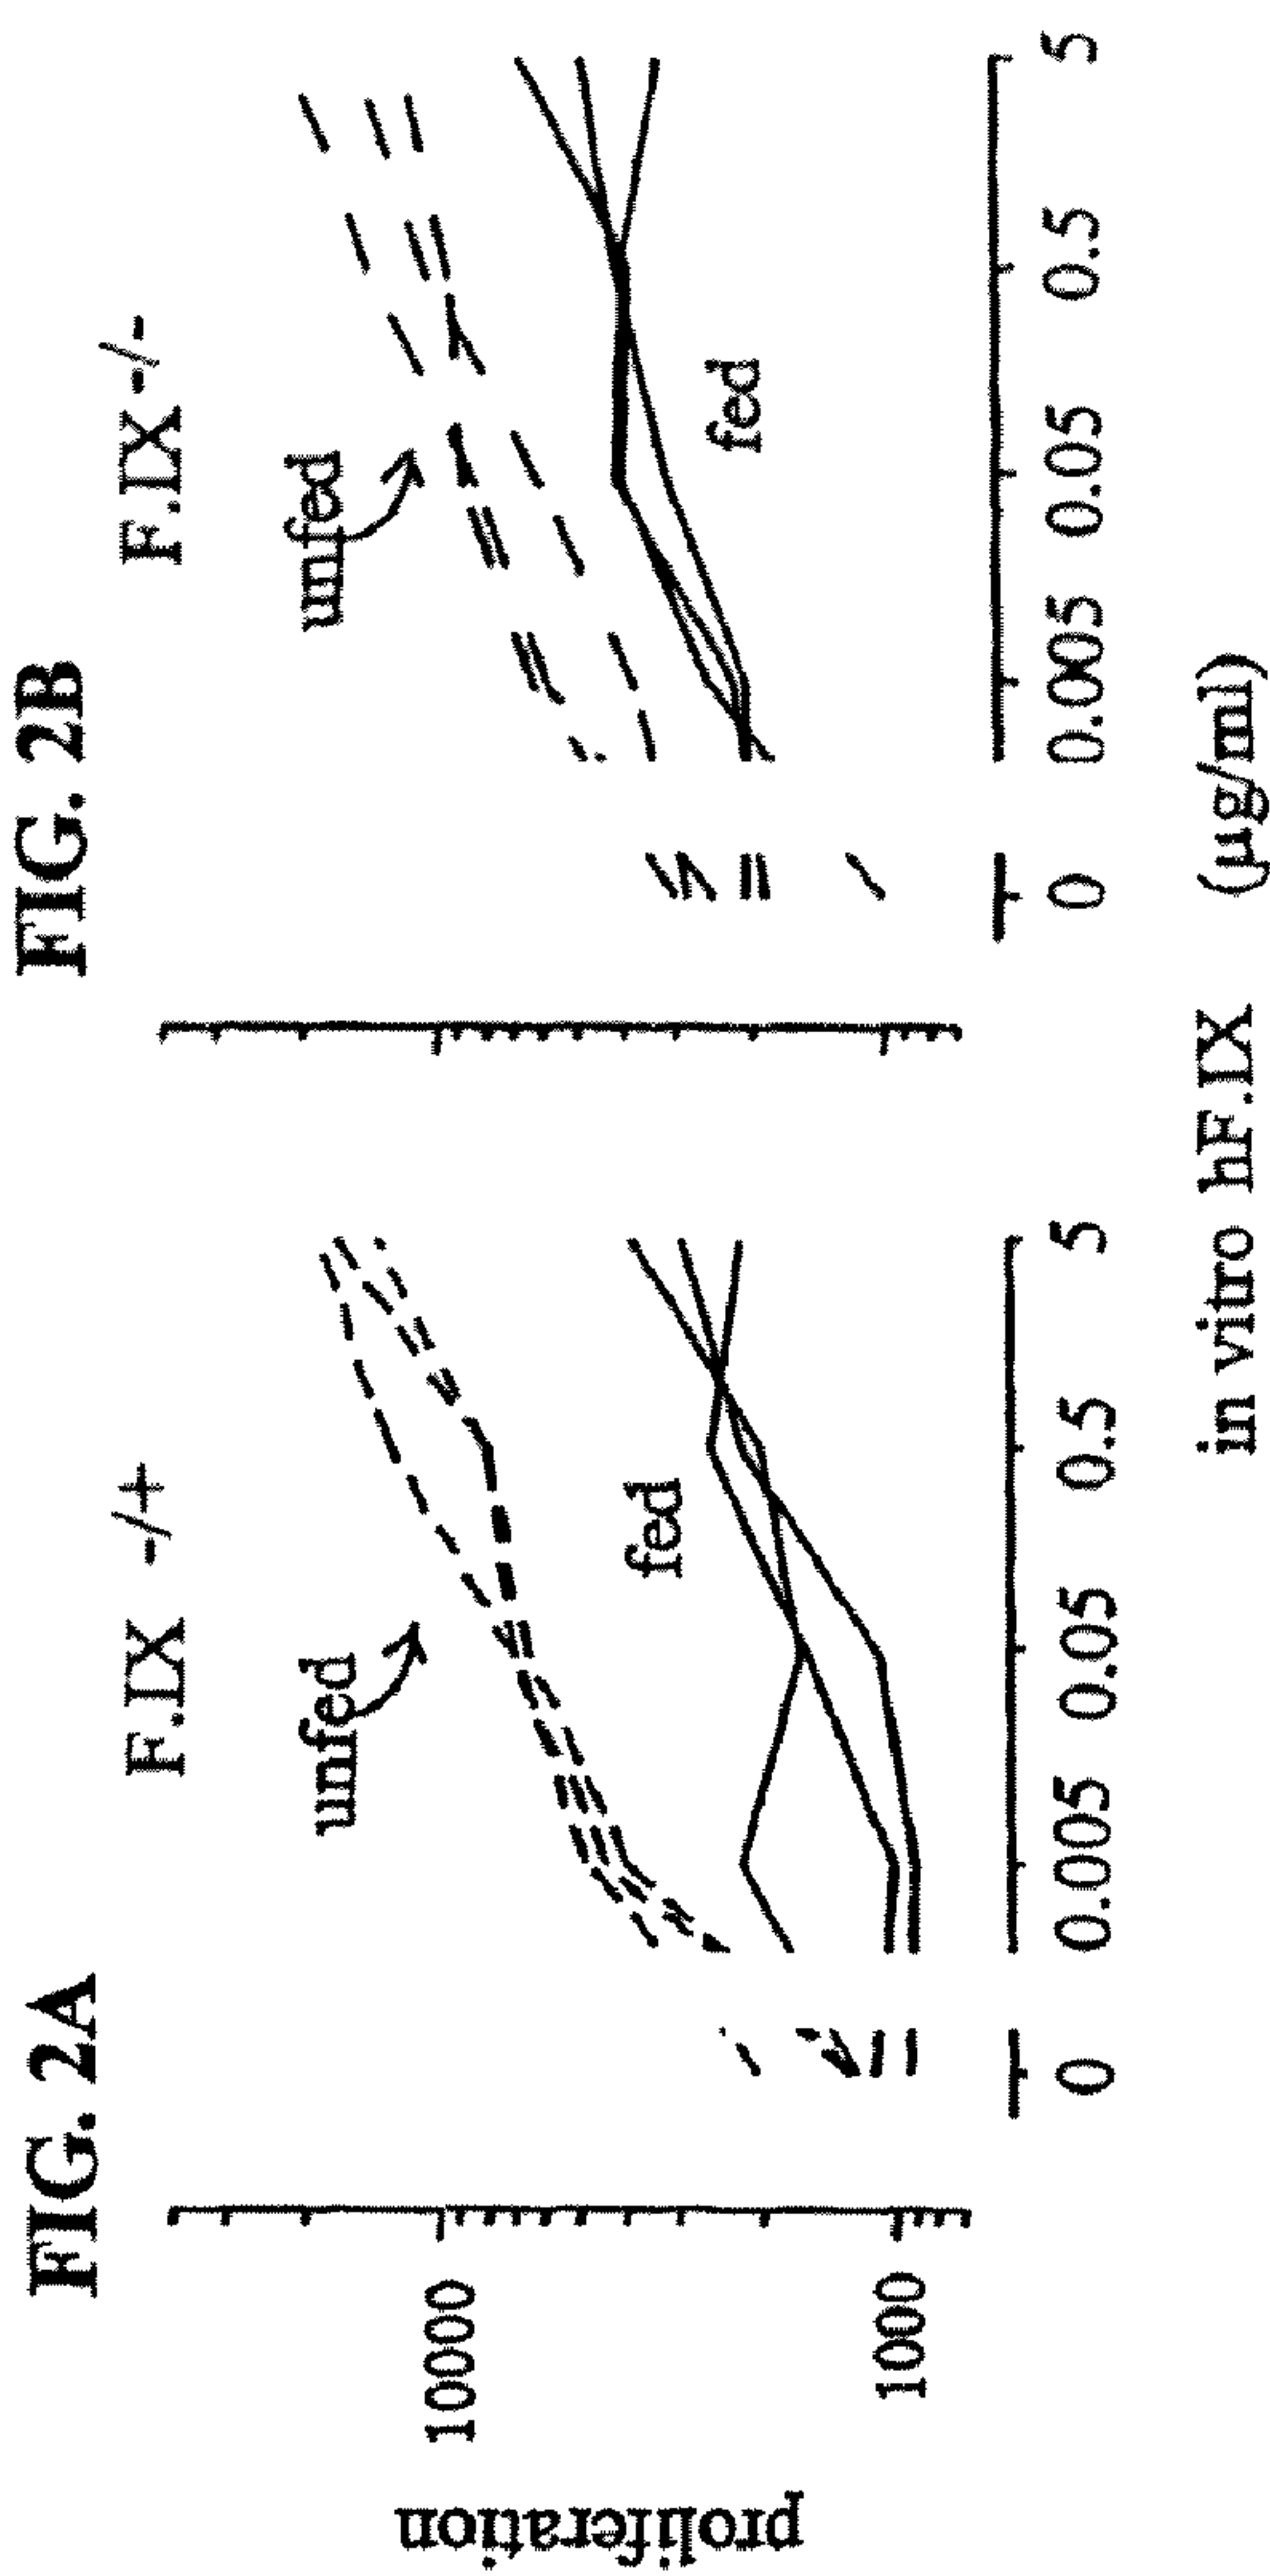 FIG. 2A
F.IX -/+
unfed
fed
proliferation
10000
1000
0 0.005 0.05 0.5 5
FIG. 2B
F.IX -/-
unfed
fed
0 0.005 0.05 0.5 5
in vitro hF.IX (µg/ml)